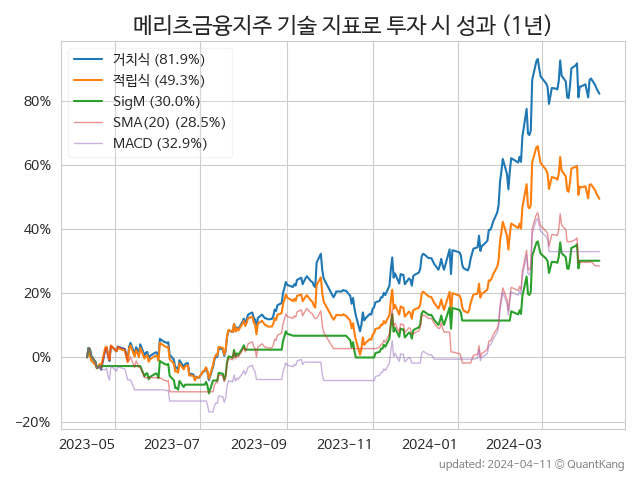 메리츠금융지주 기술 지표로 투자 시 성과 (1년)
거치식 (81.9%)
적립식 (49.3%)
SigM (30.0%)
SMA(20) (28.5%)
MACD (32.9%)
80%
60%
40%
20%
0%
−20%
2023-05 2023-07 2023-09 2023-11 2024-01 2024-03
updated: 2024-04-11 © QuantKang